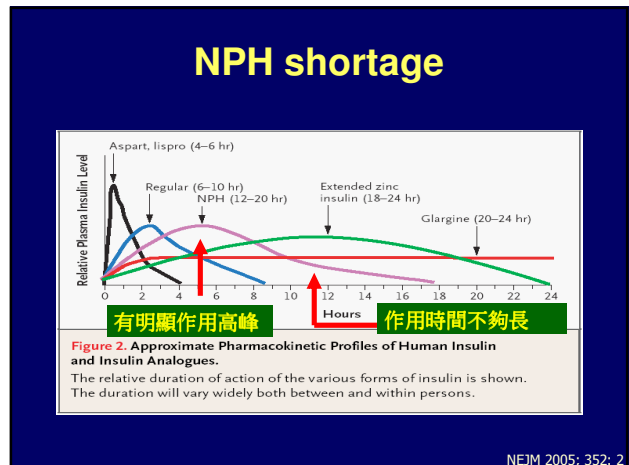 NPH shortage
Relative Plasma Insulin Level
Aspart, lispro (4–6 hr)
Regular (6–10 hr)
NPH (12–20 hr)
Extended zinc
insulin (18–24 hr)
Glargine (20–24 hr)
0 2 4 6 8 10 12 14 16 18 20 22 24
Hours
有明顯作用高峰
作用時間不夠長
Figure 2. Approximate Pharmacokinetic Profiles of Human Insulin
and Insulin Analogues.
The relative duration of action of the various forms of insulin is shown.
The duration will vary widely both between and within persons.
NEJM 2005; 352: 2